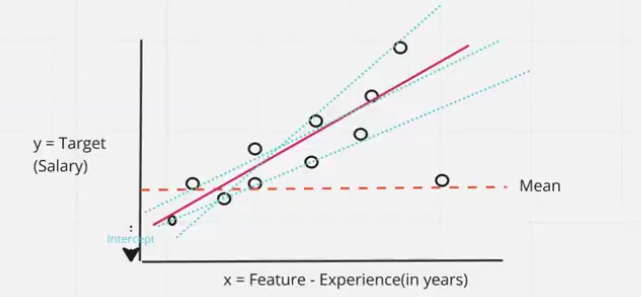 y = Target
(Salary)
Mean
Intercept
x = Feature - Experience(in years)